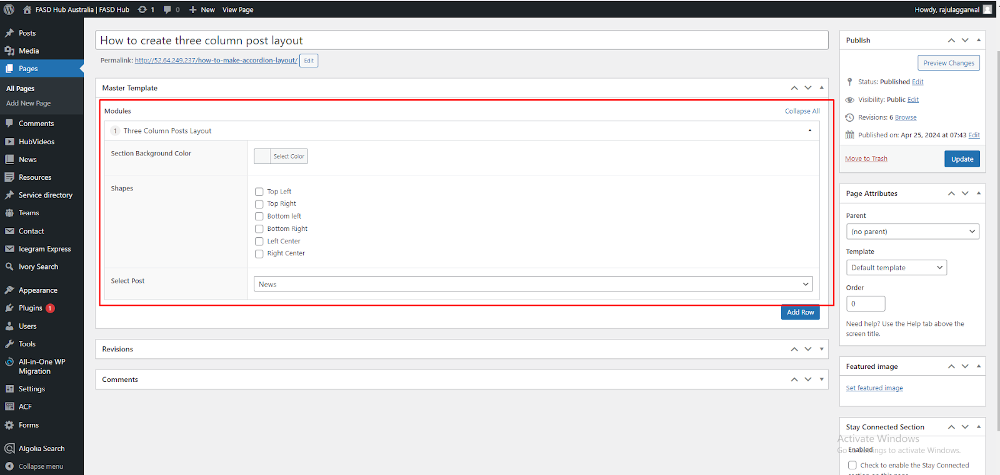 FASD Hub Australia | FASD Hub 1 0 New View Page
Howdy, rajulaggarwal
Posts
Media
Pages
All Pages
Add New Page
Comments
HubVideos
News
Resources
Service directory
Teams
Contact
Icegram Express
Ivory Search
Appearance
Plugins 1
Users
Tools
All-in-One WP
Migration
Settings
ACF
Forms
Algolia Search
Collapse menu
How to create three column post layout
Permalink: http://52.64.249.237/how-to-make-accordion-layout/ Edit
Master Template
Modules
Collapse All
1 Three Column Posts Layout
Section Background Color
Select Color
Shapes
Top Left
Top Right
Bottom left
Bottom Right
Left Center
Right Center
Select Post
News
Add Row
Revisions
Comments
Publish
Preview Changes
Status: Published Edit
Visibility: Public Edit
Revisions: 6 Browse
Published on: Apr 25, 2024 at 07:43 Edit
Move to Trash
Update
Page Attributes
Parent
(no parent)
Template
Default template
Order
0
Need help? Use the Help tab above the
screen title.
Featured image
Set featured image
Stay Connected Section
Activate Windows
Enabled
Go to Settings to activate Windows.
Check to enable the Stay Connected